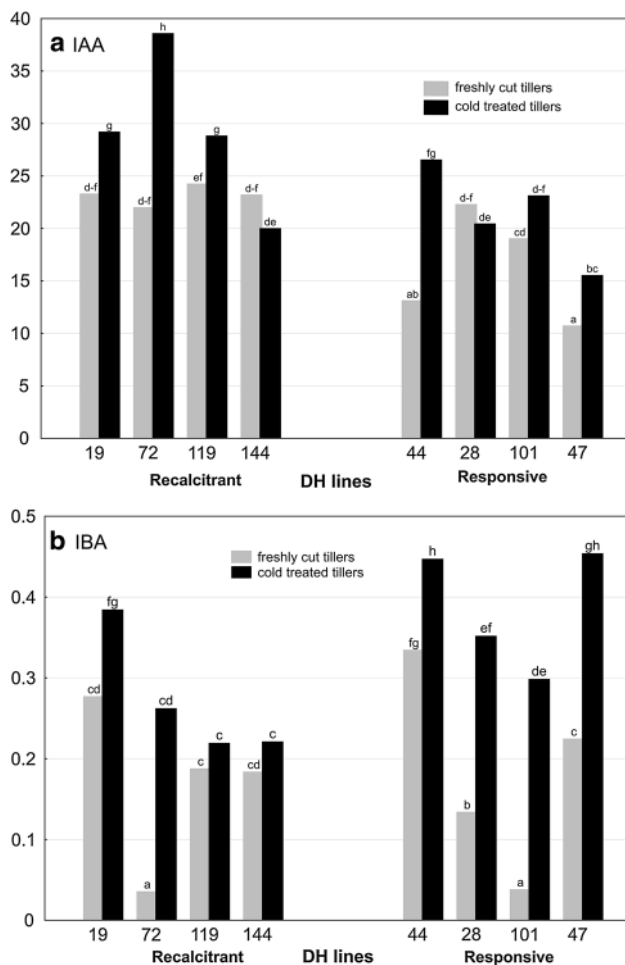 40
a IAA
h
35
freshly cut tillers
cold treated tillers
30
g
g
fg
25
d-f
d-f
ef
d-f
d-f
d-f
20
de
de
cd
15
bc
ab
10
a
5
0
19 72 119 144 44 28 101 47
Recalcitrant DH lines Responsive
0.5
b IBA
freshly cut tillers
cold treated tillers
h
gh
0.4
fg
ef
fg
0.3
cd
cd
de
0.2
c
c
cd
c
c
0.1
b
a
a
0
19 72 119 144 44 28 101 47
Recalcitrant DH lines Responsive